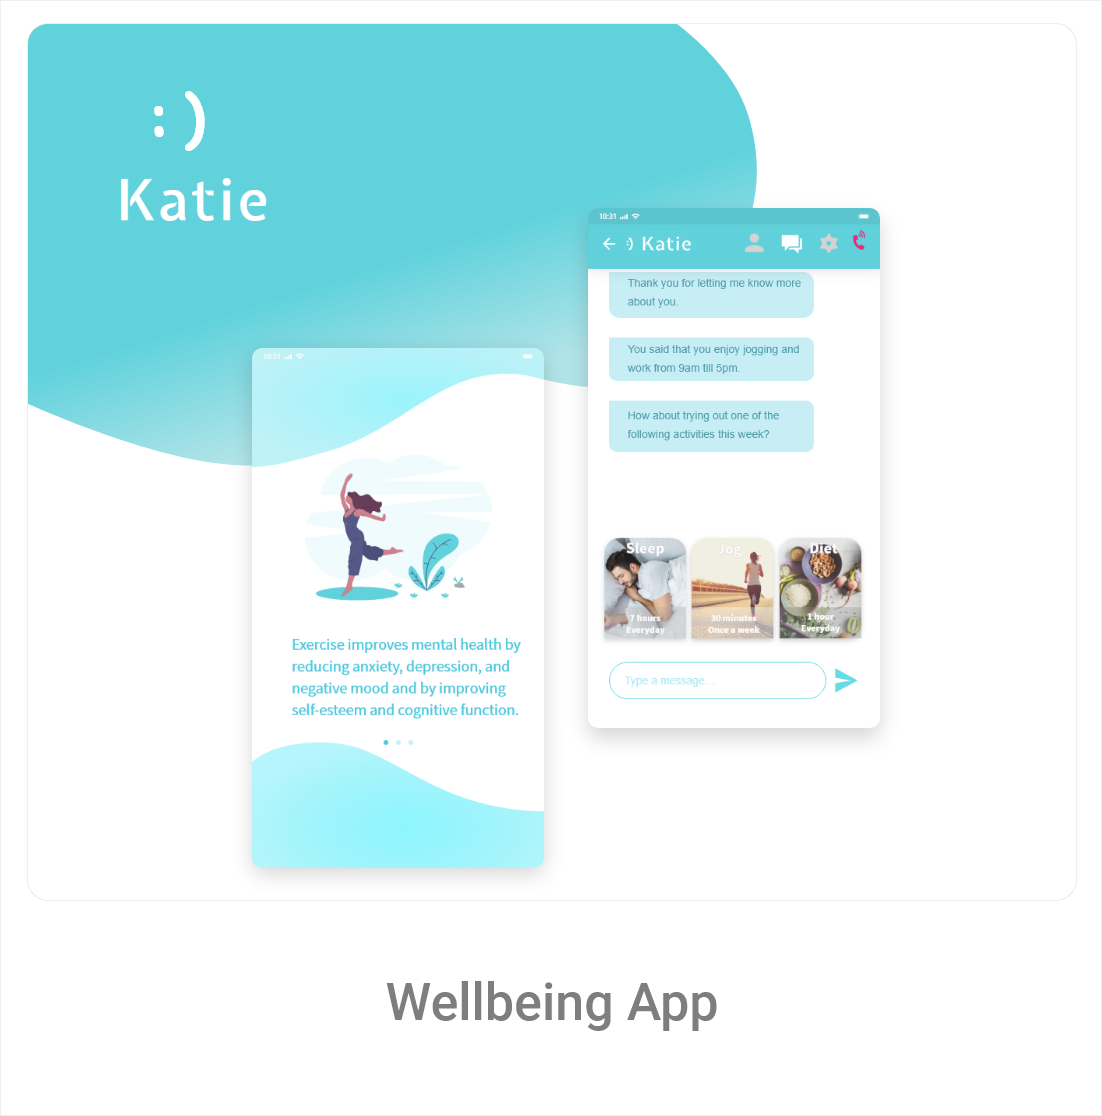 :)
Katie
10:31
:) Katie
Thank you for letting me know more
about you.
You said that you enjoy jogging and
work from 9am till 5pm.
How about trying out one of the
following activities this week?
Sleep
7 hours
Everyday
Jog
30 minutes
Once a week
Diet
1 hour
Everyday
Type a message...
10:31
Exercise improves mental health by
reducing anxiety, depression, and
negative mood and by improving
self-esteem and cognitive function.
Wellbeing App